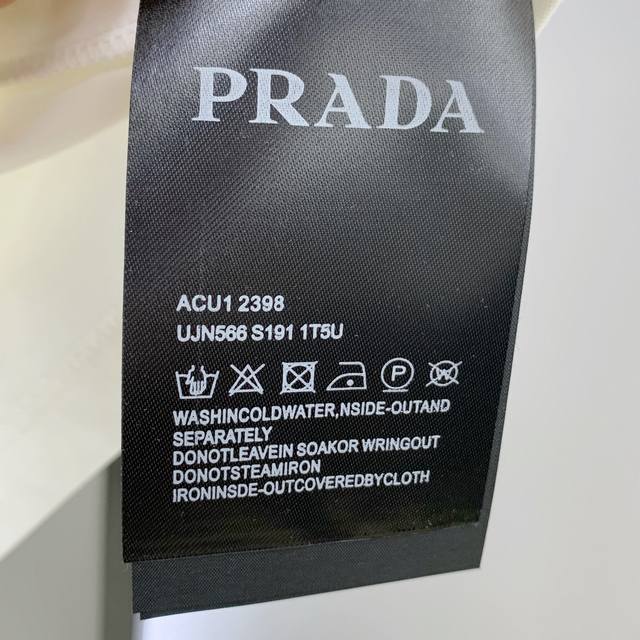 PRADA
ACU1 2398
UJN566 S191 1T5U
P
W
WASHINCOLDWATER,NSIDE-OUTAND
SEPARATELY
DONOTLEAVEIN SOAKOR WRINGOUT
DONOTSTEAMIRON
IRONINSDE-OUTCOVEREDBYCLOTH